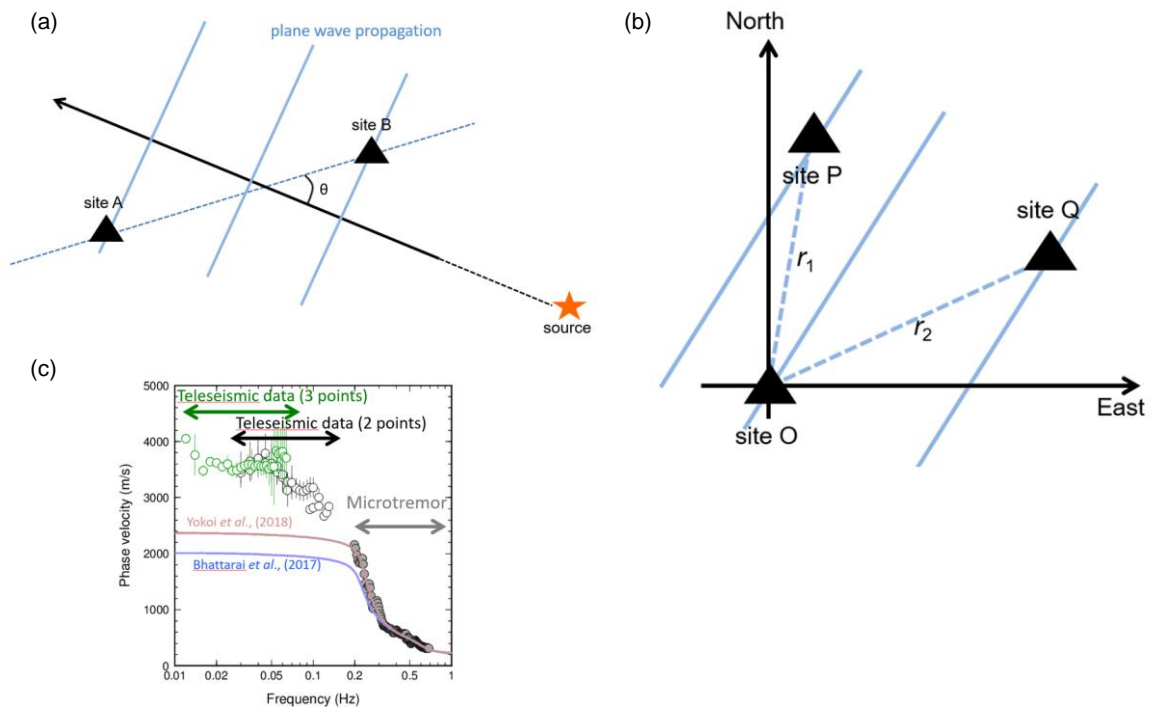 (a)
plane wave propagation
site B
site A
θ
source
(b)
North
site P
site Q
r1
r2
East
site O
(c)
5000
4000
3000
2000
1000
0
Phase velocity (m/s)
Teleseismic data (3 points)
Teleseismic data (2 points)
Microtremor
Yokoi et al., (2018)
Bhattarai et al., (2017)
0.01 0.02 0.05 0.1 0.2 0.5 1
Frequency (Hz)